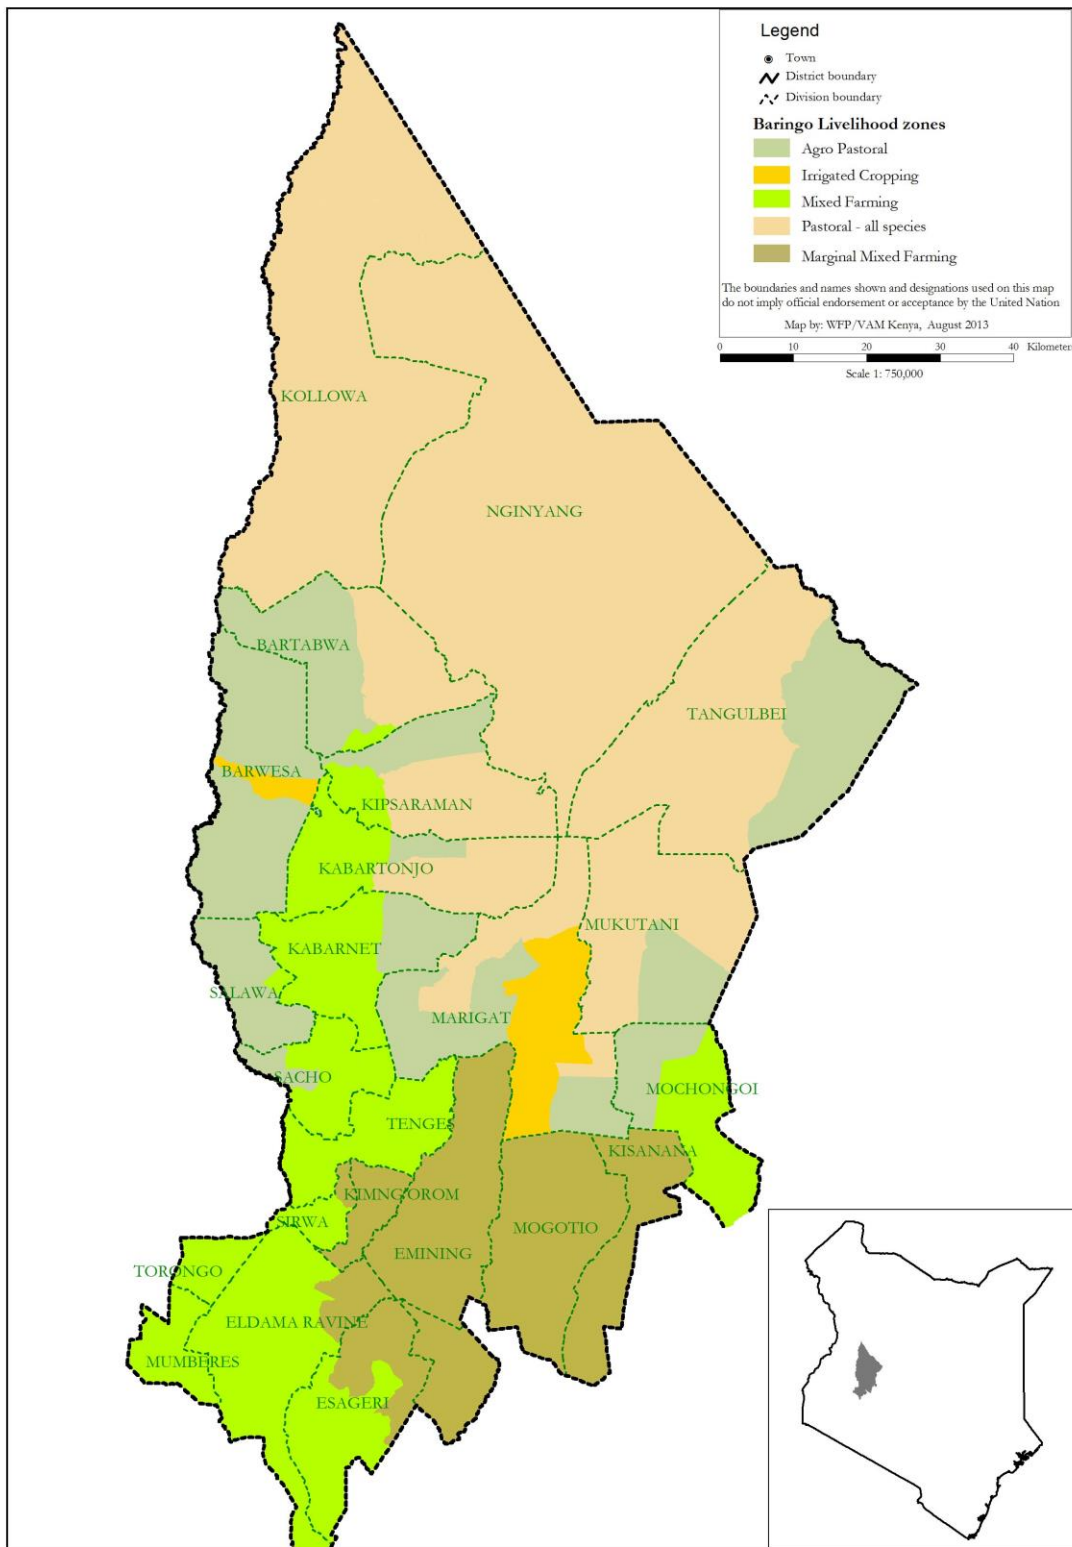 Legend
Town
District boundary
Division boundary
Baringo Livelihood zones
Agro Pastoral
Irrigated Cropping
Mixed Farming
Pastoral - all species
Marginal Mixed Farming
The boundaries and names shown and designations used on this map
do not imply official endorsement or acceptance by the United Nation
Map by: WFP/VAM Kenya, August 2013
0 10 20 30 40 Kilometers
Scale 1: 750,000
KOLLOWA
NGINYANG
BARTABWA
TANGULBEI
BARWESA
KIPSARAMAN
KABARTONJO
MUKUTANI
KABARNET
SALAWA
MARIGAT
SACHO
MOCHONGOI
TENGES
KISANANA
KIMNG'OROM
SIRWA
MOGOTIO
EMINING
TORONGO
ELDAMA RAVINE
MUMBERES
ESAGERI